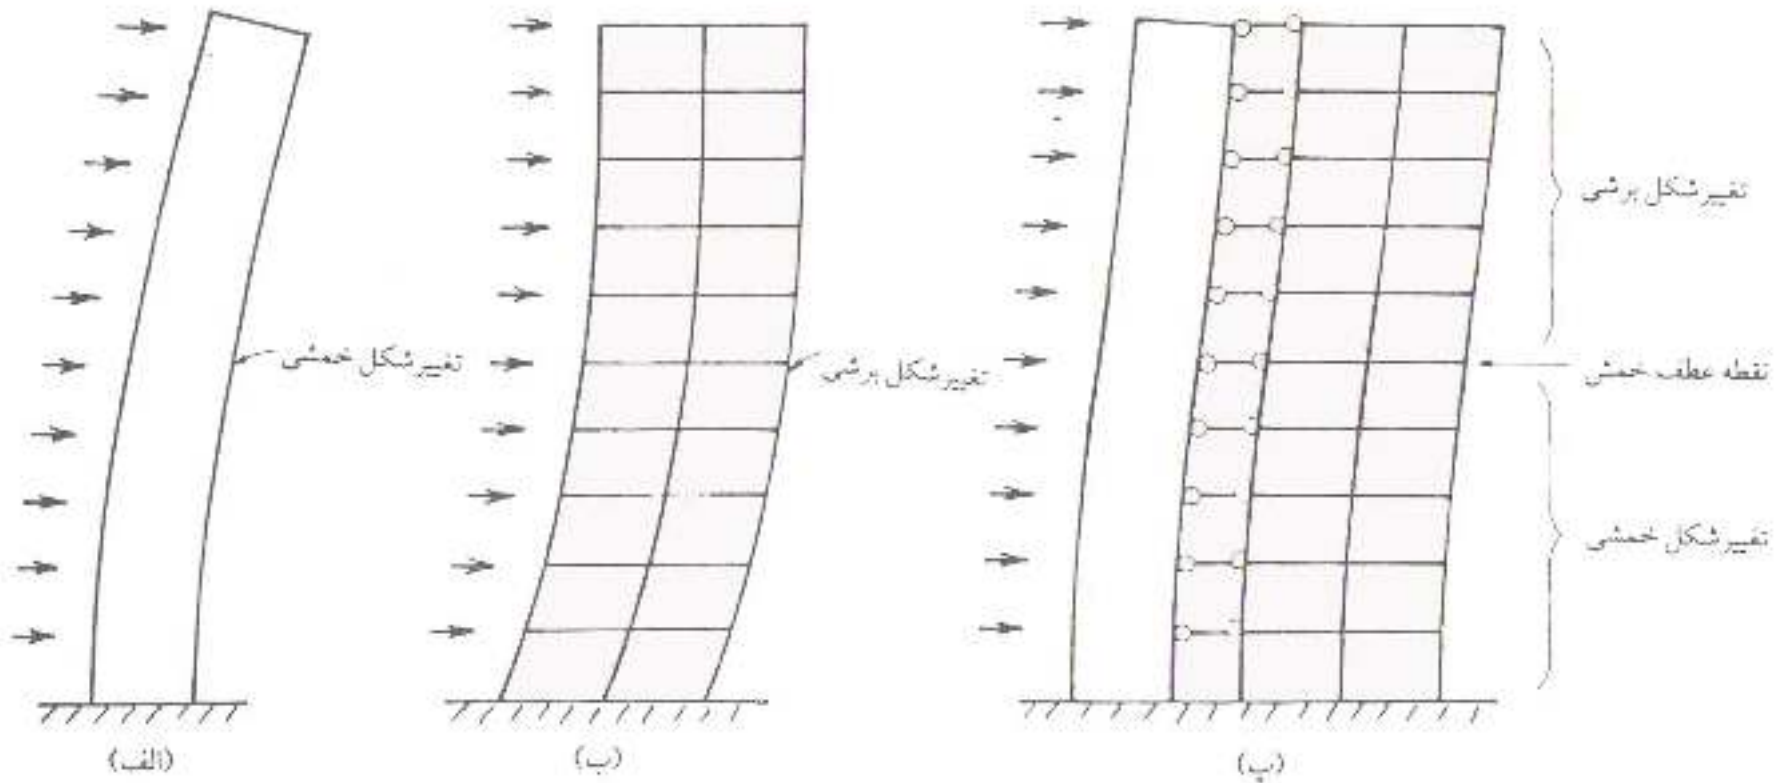 تغییرشکل خمشی
(الف)
تغییرشکل برشی
(ب)
تغییرشکل برشی
نقطه عطف خمش
تغییرشکل خمشی
(پ)